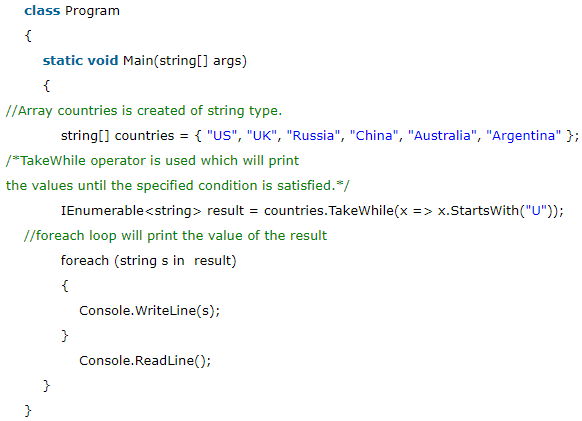 class Program
{
static void Main(string[] args)
{
//Array countries is created of string type.
string[] countries = { "US", "UK", "Russia", "China", "Australia", "Argentina" };
/*TakeWhile operator is used which will print
the values until the specified condition is satisfied.*/
IEnumerable<string> result = countries.TakeWhile(x => x.StartsWith("U"));
//foreach loop will print the value of the result
foreach (string s in  result)
{
Console.WriteLine(s);
}
Console.ReadLine();
}
}